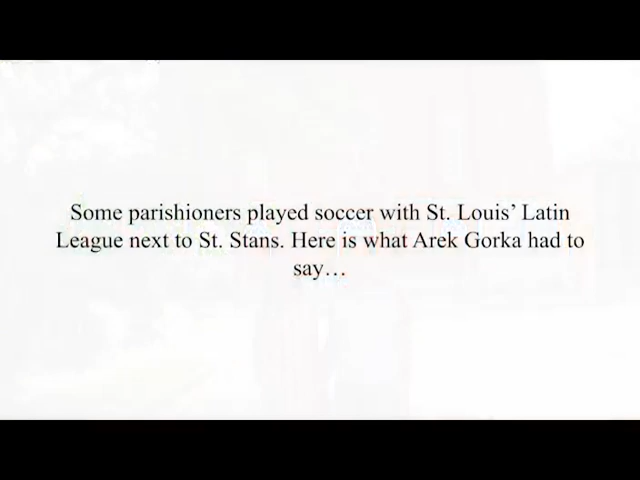 Some parishioners played soccer with St. Louis’ Latin
League next to St. Stans. Here is what Arek Gorka had to
say…